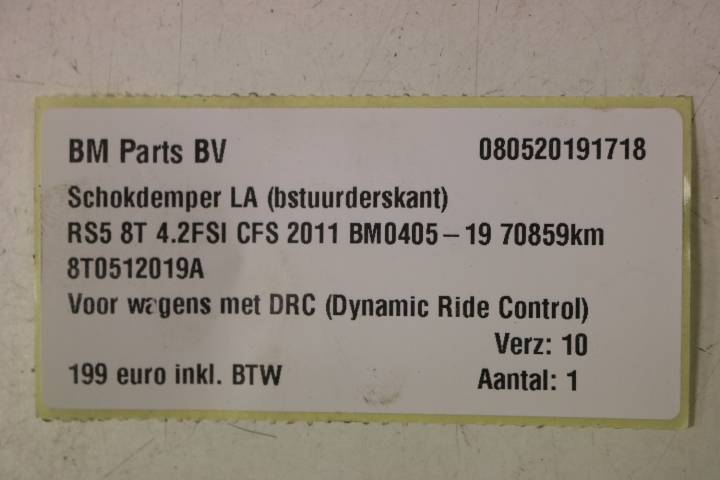 BM Parts BV 080520191718
Schokdemper LA (bstuurderskant)
RS5 8T 4.2FSI CFS 2011 BM0405-19 70859km
8T0512019A
Voor wagens met DRC (Dynamic Ride Control)
Verz: 10
199 euro inkl. BTW Aantal: 1